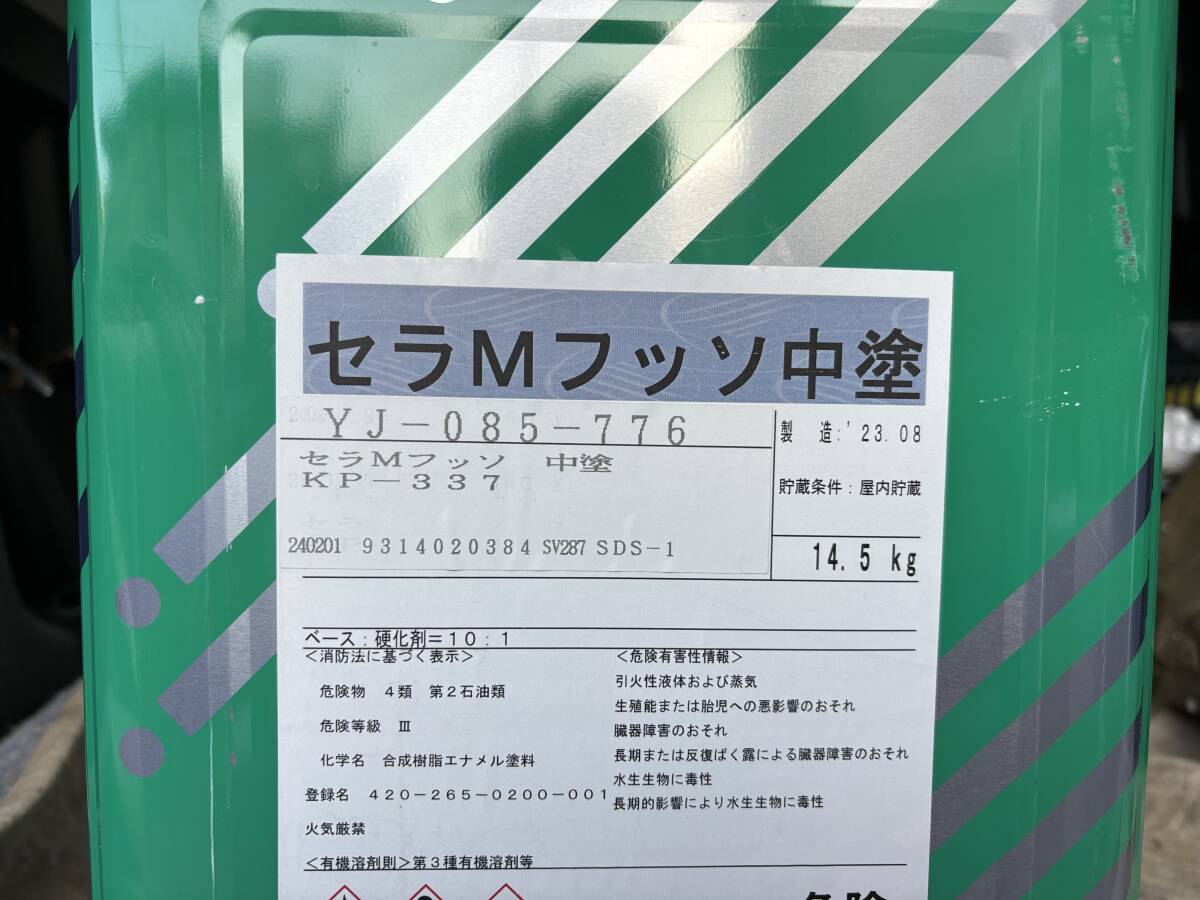 セラMフッソ中塗
YJ-085-776
セラMフッソ 中塗
KP-337
240201 9314020384 SV287 SDS-1
製 造:'23.08
貯蔵条件:屋内貯蔵
14.5 kg
ベース:硬化剤=10:1
<消防法に基づく表示>
危険物 4類 第2石油類
危険等級 Ⅲ
化学名 合成樹脂エナメル塗料
登録名 420-265-0200-001
火気厳禁
<有機溶剤則>第3種有機溶剤等
<危険有害性情報>
引火性液体および蒸気
生殖能または胎児への悪影響のおそれ
臓器障害のおそれ
長期または反復ばく露による臓器障害のおそれ
水生生物に毒性
長期的影響により水生生物に毒性
危険